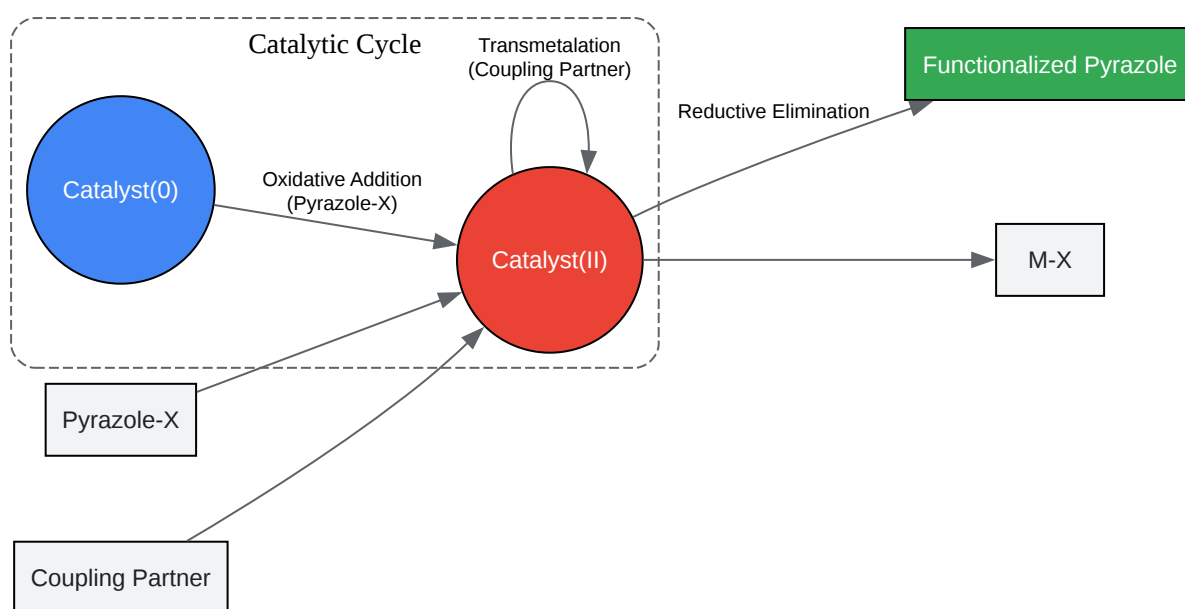 Catalytic Cycle
Transmetalation
(Coupling Partner)
Functionalized Pyrazole
Reductive Elimination
Catalyst(0)
Oxidative Addition
(Pyrazole-X)
Catalyst(II)
M-X
Pyrazole-X
Coupling Partner